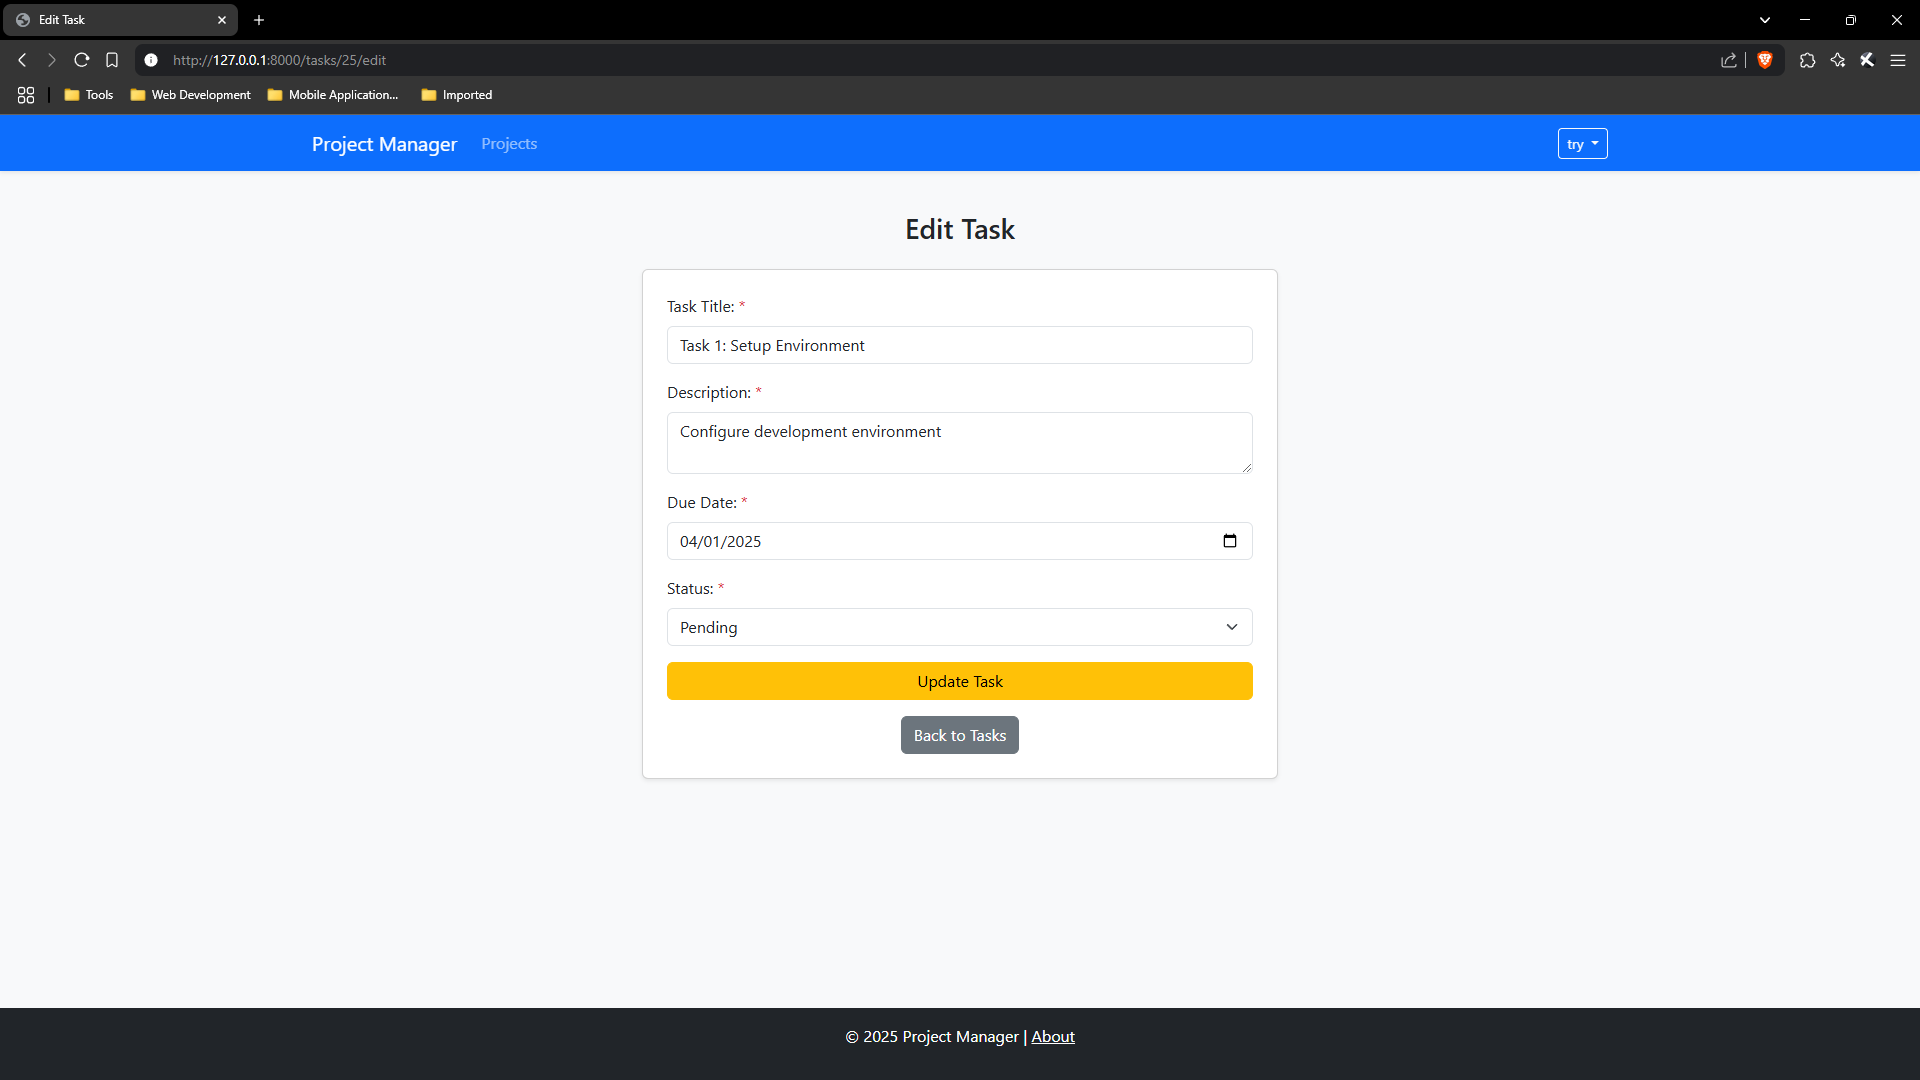 Edit Task
http://127.0.0.1:8000/tasks/25/edit
Tools
Web Development
Mobile Application...
Imported
Project Manager
Projects
try
Edit Task
Task Title: *
Task 1: Setup Environment
Description: *
Configure development environment
Due Date: *
04/01/2025
Status: *
Pending
Update Task
Back to Tasks
© 2025 Project Manager | About